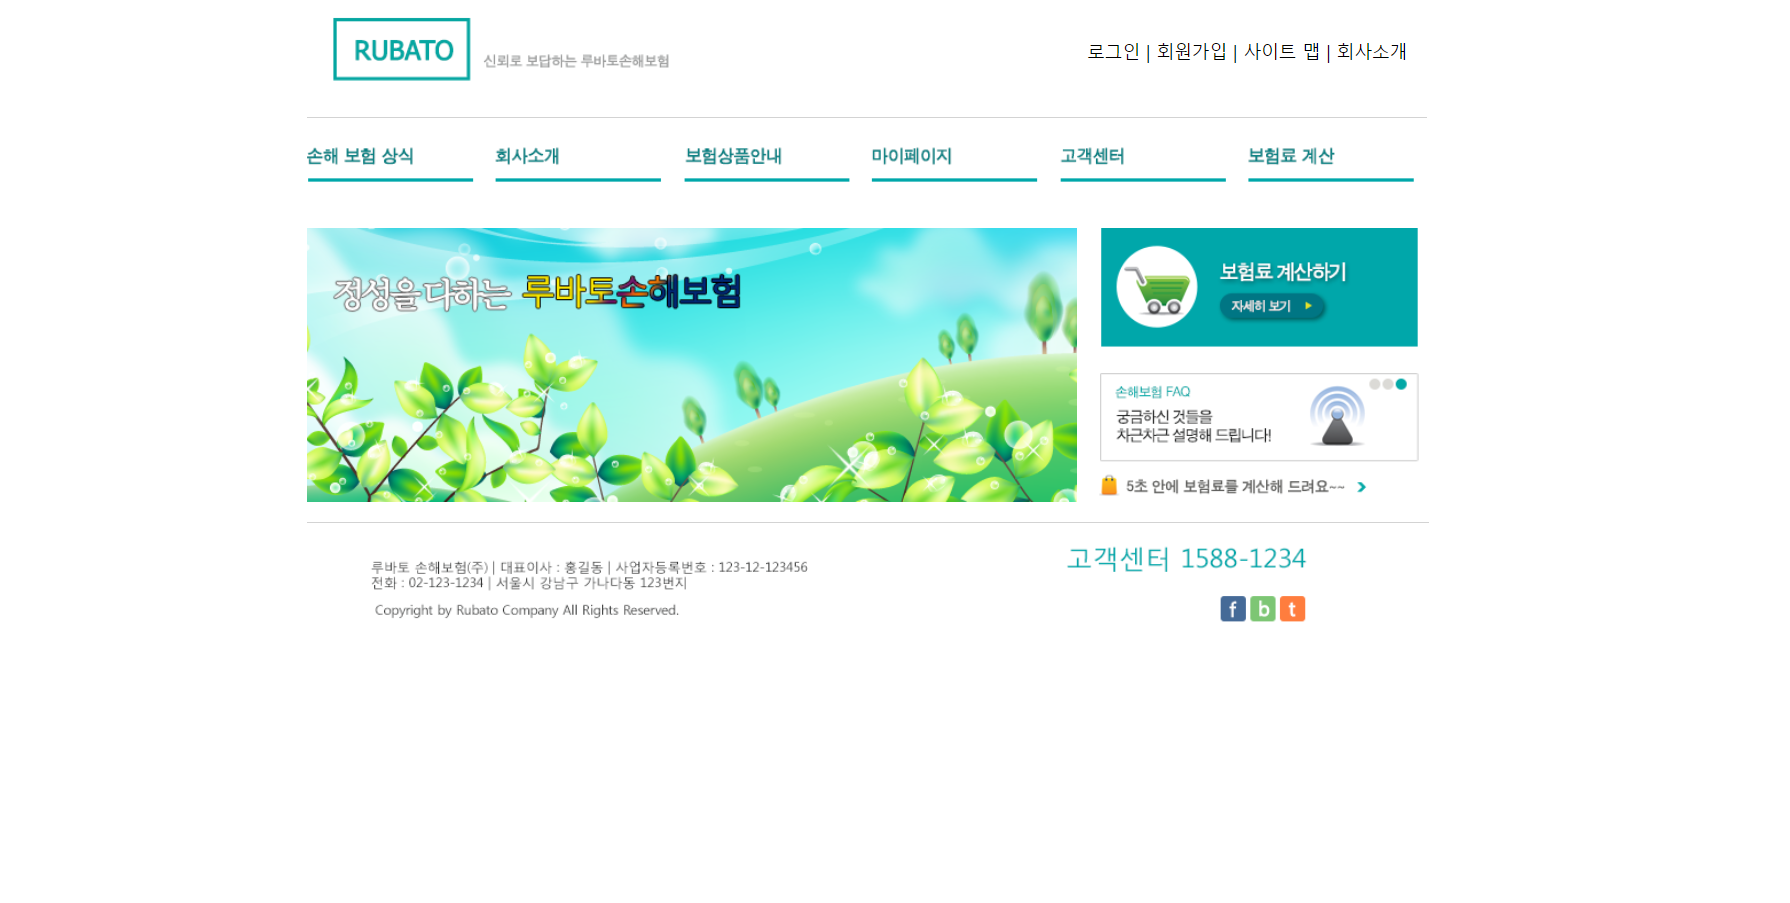 RUBATO
신뢰로 보답하는 루바토손해보험
로그인 | 회원가입 | 사이트 맵 | 회사소개
손해 보험 상식
회사소개
보험상품안내
마이페이지
고객센터
보험료 계산
정성을다하는 루바토손해보험
보험료 계산하기
자세히 보기
손해보험 FAQ
궁금하신 것들을
차근차근 설명해 드립니다!
5초 안에 보험료를 계산해 드려요~~
루바토 손해보험(주) | 대표이사 : 홍길동 | 사업자등록번호 : 123-12-123456
전화 : 02-123-1234 | 서울시 강남구 가나다동 123번지
Copyright by Rubato Company All Rights Reserved.
고객센터 1588-1234
f b t